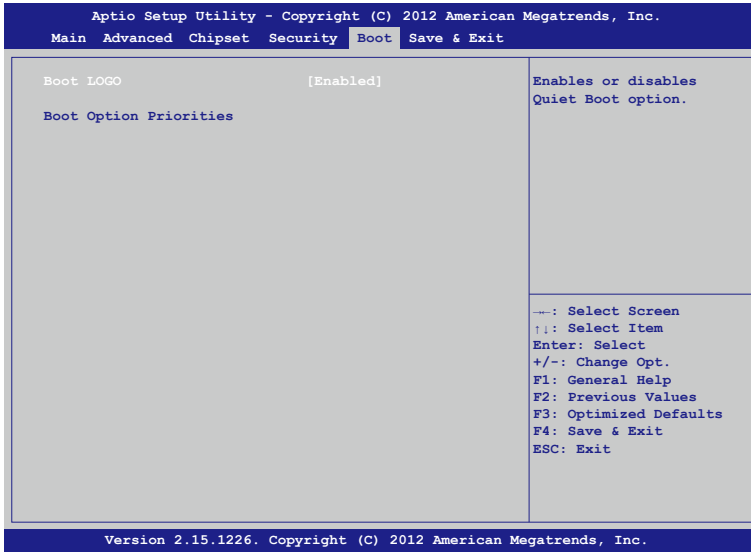 Aptio Setup Utility - Copyright (C) 2012 American Megatrends, Inc.
Main Advanced Chipset Security Boot Save & Exit
Boot LOGO [Enabled]
Boot Option Priorities
Enables or disables
Quiet Boot option.
→←: Select Screen
↑↓: Select Item
Enter: Select
+/-: Change Opt.
F1: General Help
F2: Previous Values
F3: Optimized Defaults
F4: Save & Exit
ESC: Exit
Version 2.15.1226. Copyright (C) 2012 American Megatrends, Inc.